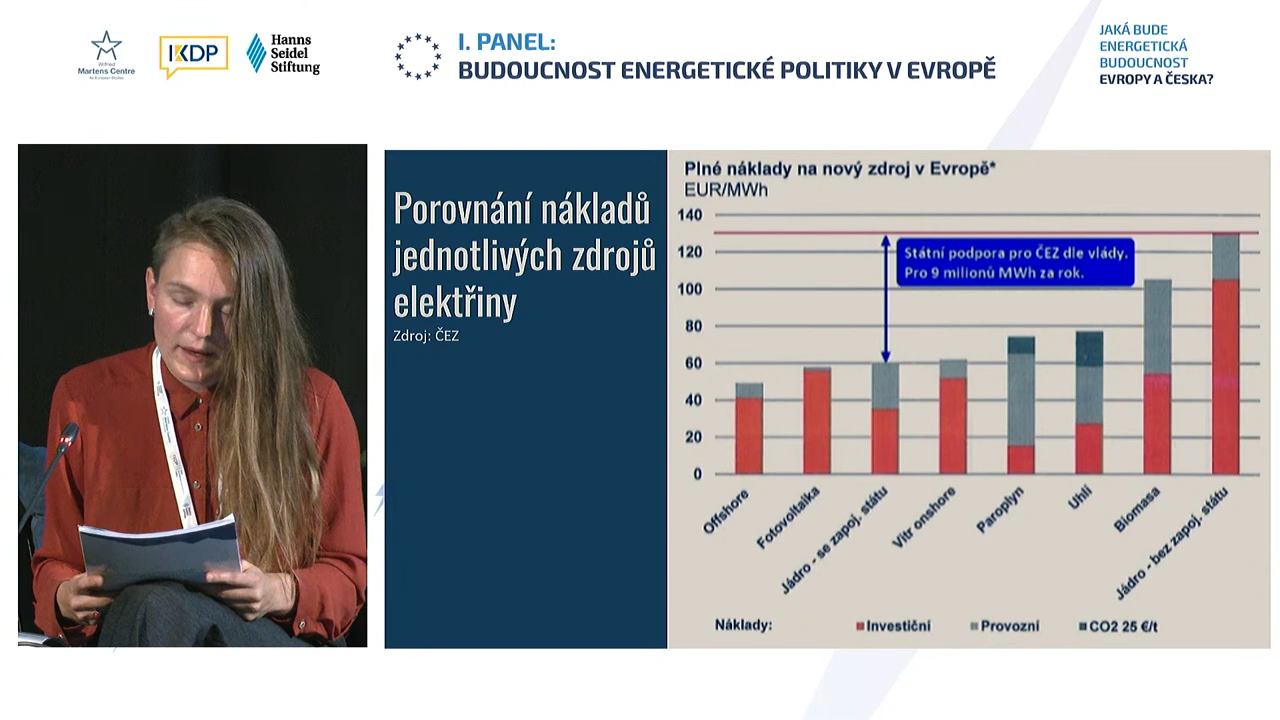 Wilfried
Martens Centre
for European Studies
IKDP
Hanns
Seidel
Stiftung
I. PANEL:
BUDOUCNOST ENERGETICKÉ POLITIKY V EVROPĚ
JAKÁ BUDE
ENERGETICKÁ
BUDOUCNOST
EVROPY A ČESKA?
Porovnání nákladů
jednotlivých zdrojů
elektřiny
Zdroj: ČEZ
Plné náklady na nový zdroj v Evropě*
EUR/MWh
140
120
100
80
60
40
20
0
Státní podpora pro ČEZ dle vlády.
Pro 9 milionů MWh za rok.
Offshore
Fotovoltaika
Jádro - se zapoj. státu
Vítr onshore
Paroplyn
Uhlí
Biomasa
Jádro - bez zapoj. státu
Náklady:
Investiční
Provozní
CO2 25 €/t